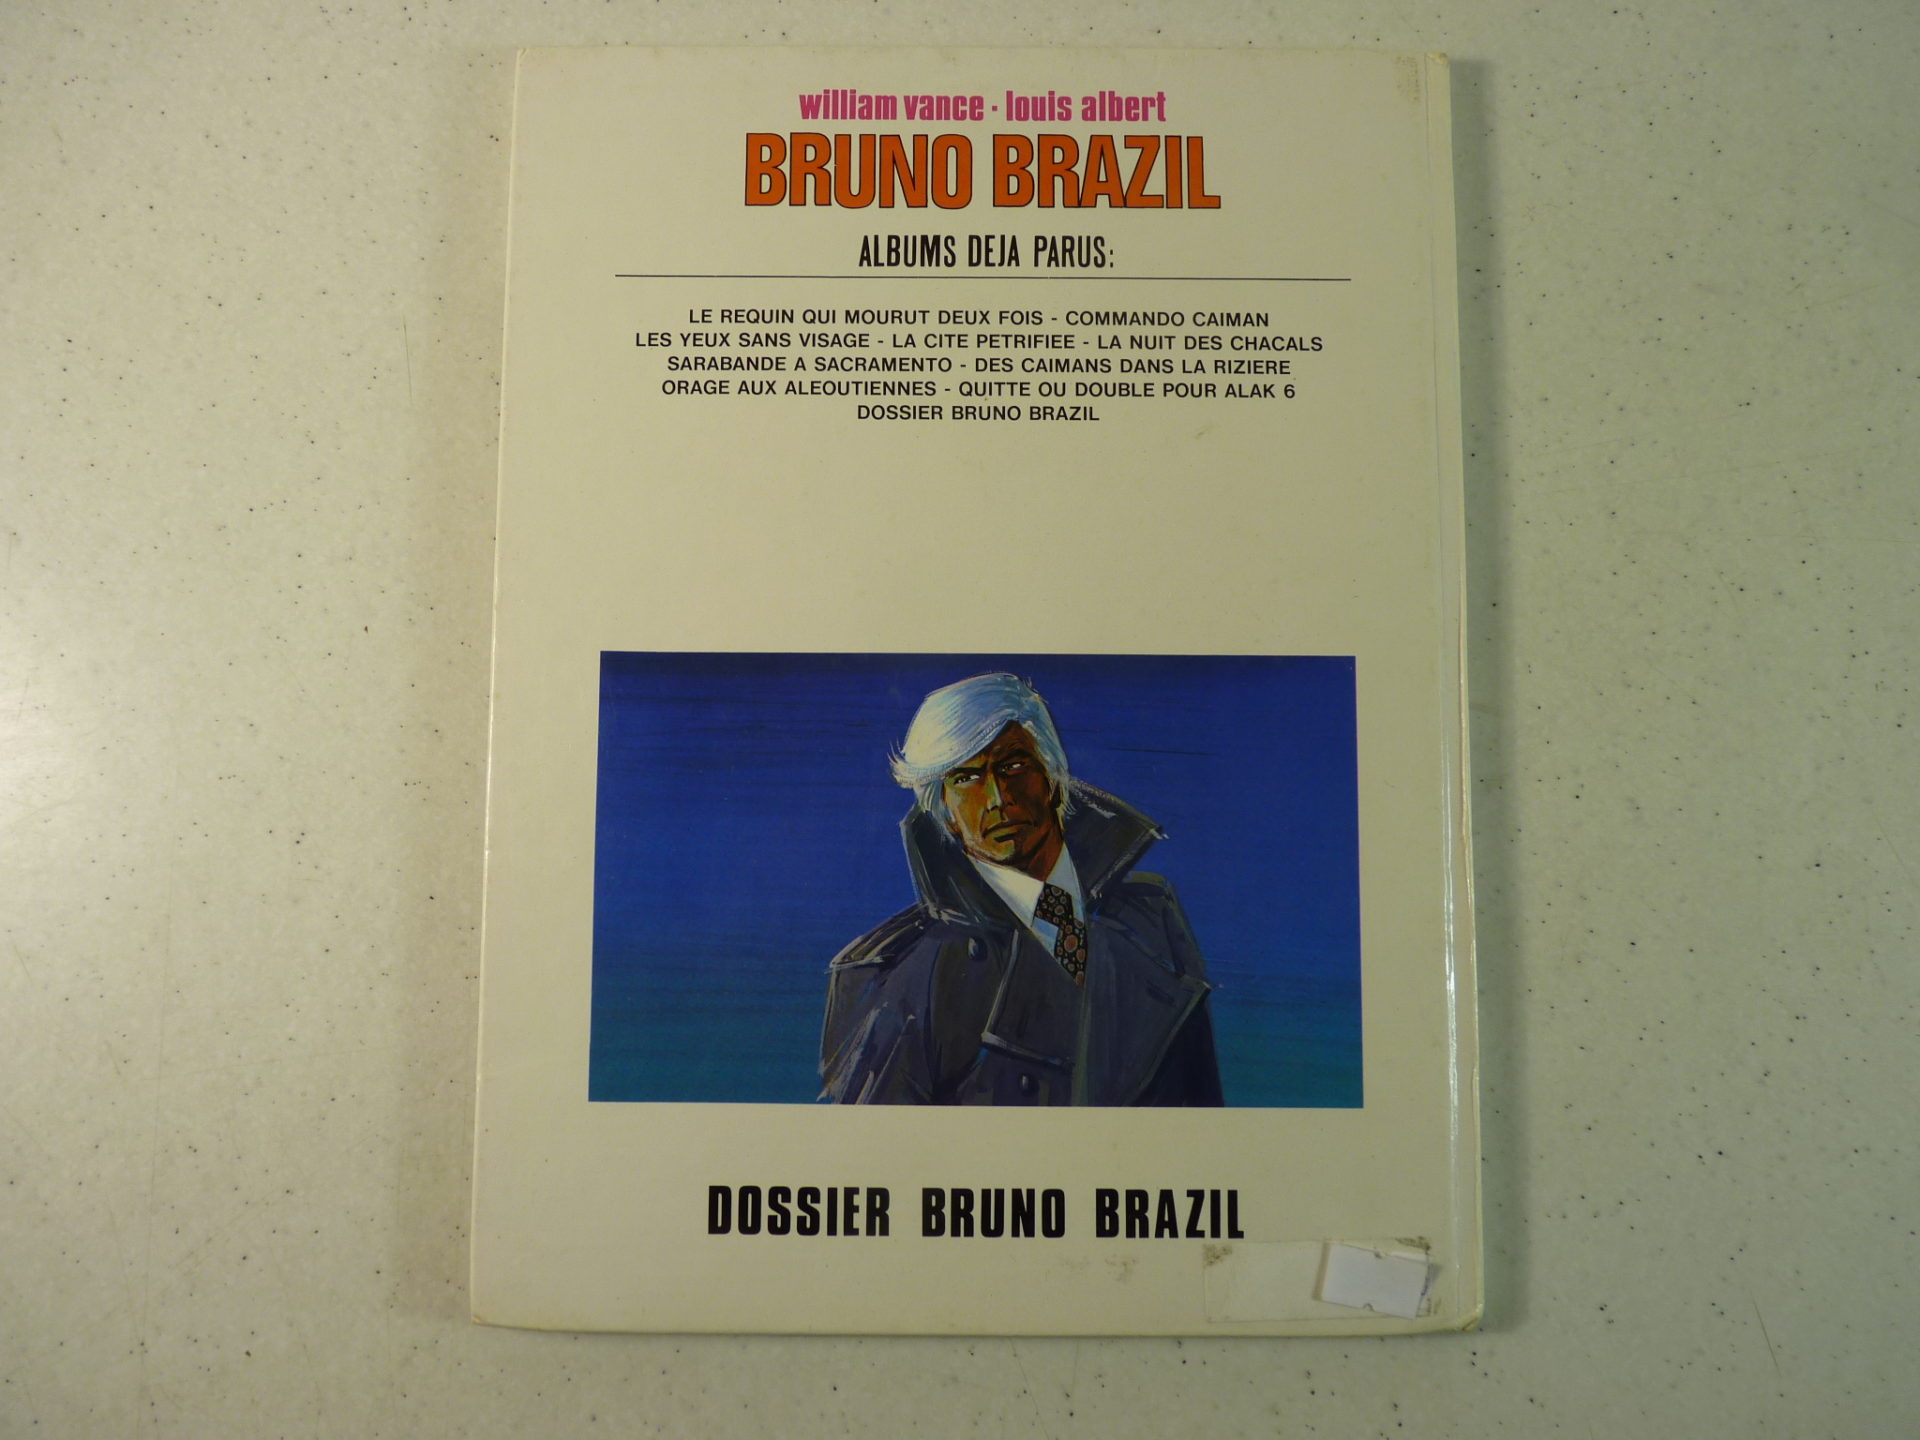 william vance · louis albert
BRUNO BRAZIL
ALBUMS DEJA PARUS:
LE REQUIN QUI MOURUT DEUX FOIS - COMMANDO CAIMAN
LES YEUX SANS VISAGE - LA CITE PETRIFIEE - LA NUIT DES CHACALS
SARABANDE A SACRAMENTO - DES CAIMANS DANS LA RIZIERE
ORAGE AUX ALEOUTIENNES - QUITTE OU DOUBLE POUR ALAK 6
DOSSIER BRUNO BRAZIL
DOSSIER BRUNO BRAZIL